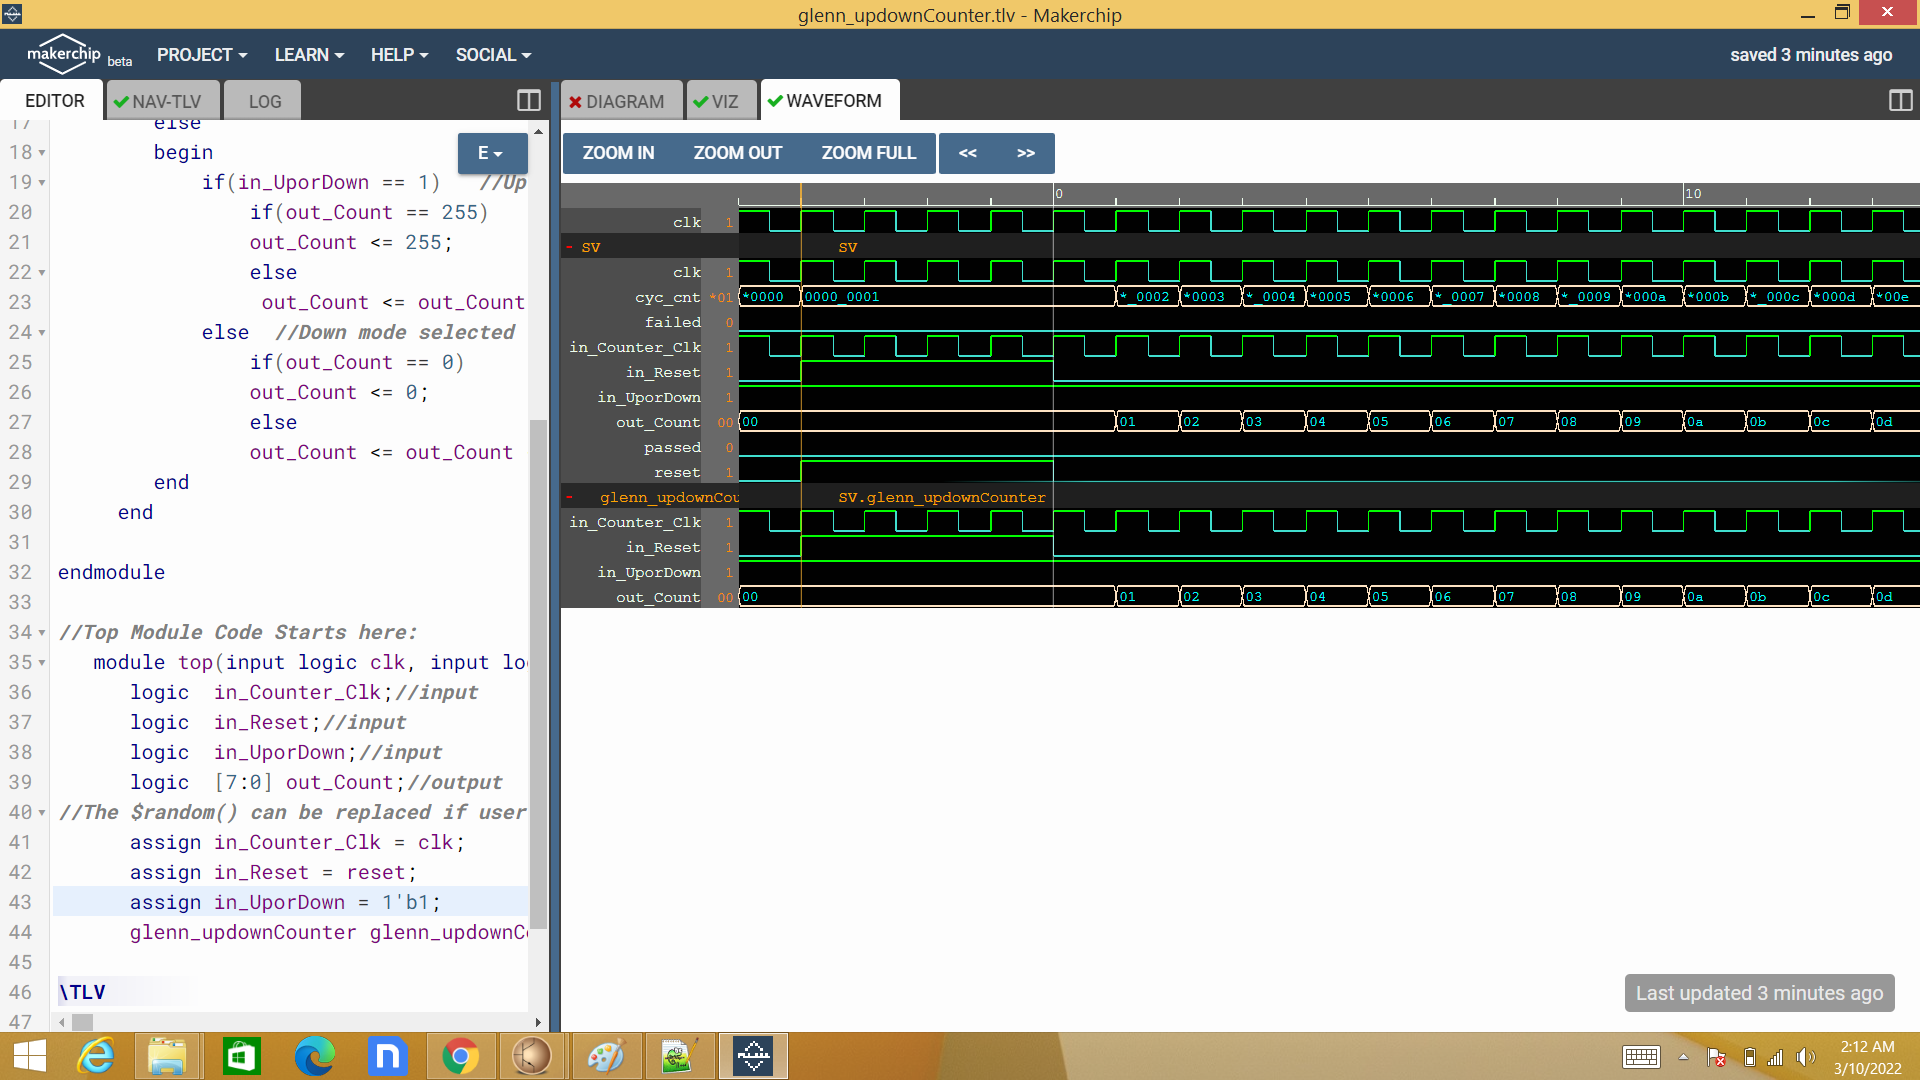 glenn_updownCounter.tlv - Makerchip
makerchip beta PROJECT LEARN HELP SOCIAL saved 3 minutes ago
EDITOR NAV-TLV LOG DIAGRAM VIZ WAVEFORM
17 else
E
ZOOM IN ZOOM OUT ZOOM FULL << >>
18 begin
19 if(in_UporDown == 1) //Up
20 if(out_Count == 255)
21 out_Count <= 255;
22 else
23 out_Count <= out_Count
24 else //Down mode selected
25 if(out_Count == 0)
26 out_Count <= 0;
27 else
28 out_Count <= out_Count
29 end
30 end
31
32 endmodule
33
34 //Top Module Code Starts here:
35 module top(input logic clk, input lo
36 logic in_Counter_Clk;//input
37 logic in_Reset;//input
38 logic in_UporDown;//input
39 logic [7:0] out_Count;//output
40 //The $random() can be replaced if user
41 assign in_Counter_Clk = clk;
42 assign in_Reset = reset;
43 assign in_UporDown = 1'b1;
44 glenn_updownCounter glenn_updownC
45
46 \TLV
47
0 10
clk 1
- SV SV
clk 1
cyc_cnt *01 *0000 0000_0001 *_0002 *0003 *_0004 *0005 *0006 *_0007 *0008 *_0009 *000a *000b *_000c *000d *00e
failed 0
in_Counter_Clk 1
in_Reset 1
in_UporDown 1
out_Count 00 00 01 02 03 04 05 06 07 08 09 0a 0b 0c 0d
passed 0
reset 1
- glenn_updownCou SV.glenn_updownCounter
in_Counter_Clk 1
in_Reset 1
in_UporDown 1
out_Count 00 00 01 02 03 04 05 06 07 08 09 0a 0b 0c 0d
Last updated 3 minutes ago
2:12 AM
3/10/2022